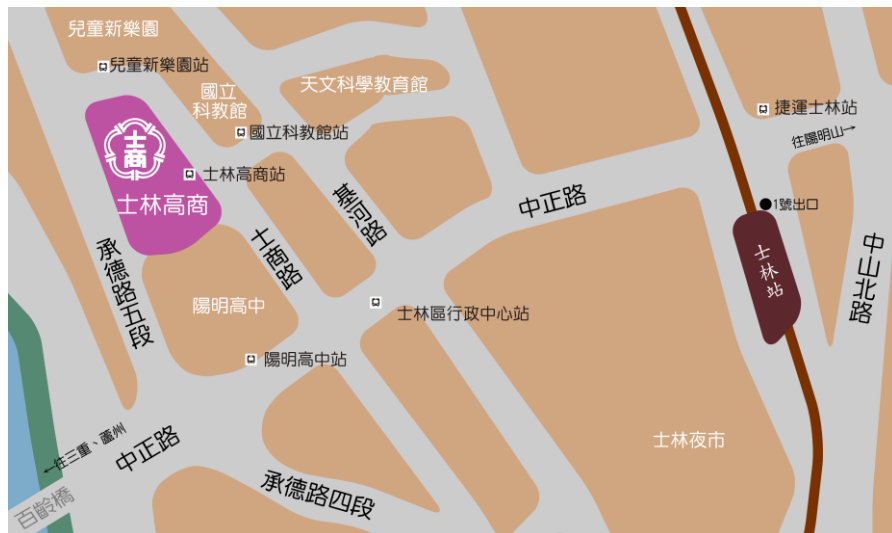 兒童新樂園
兒童新樂園站
國立
科教館
天文科學教育館
國立科教館站
捷運士林站
往陽明山→
士商
士林高商站
士林高商
基河路
中正路
1號出口
士林站
中山北路
承德路五段
士商路
陽明高中
士林區行政中心站
陽明高中站
←往三重、蘆州
中正路
士林夜市
承德路四段
百齡橋